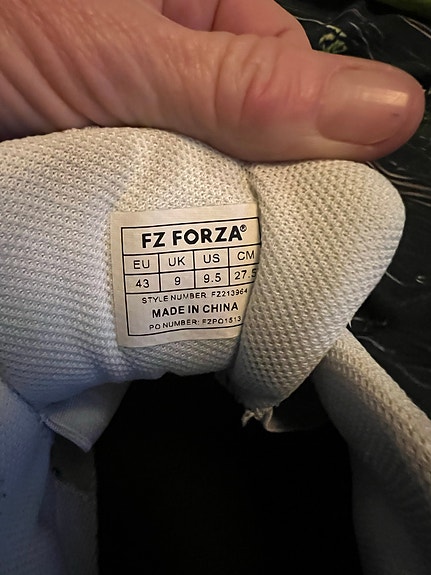 FZ FORZA®
EU UK US CM
43 9 9.5 27.5
STYLE NUMBER: FZ213964
MADE IN CHINA
PO NUMBER: FZPO1513